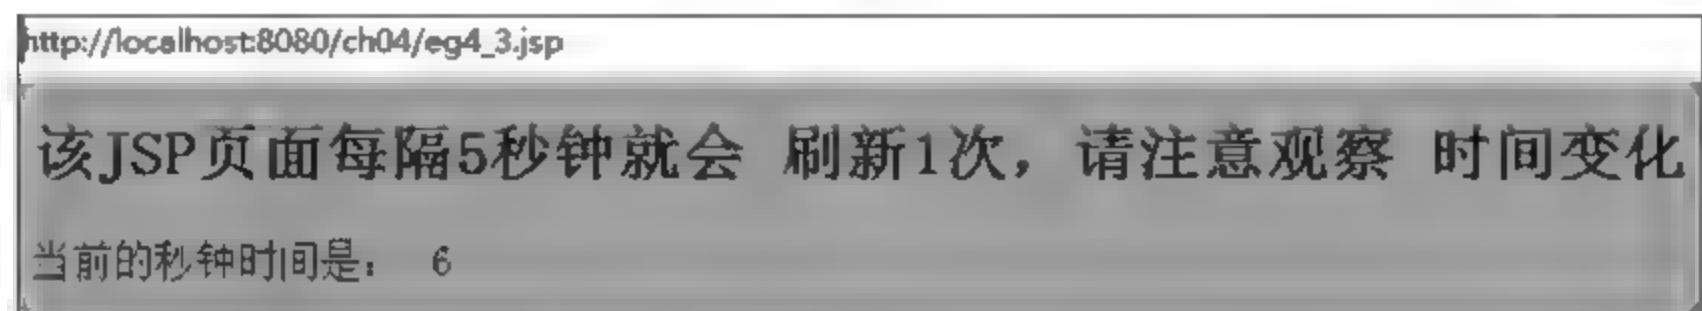 http://localhost:8080/ch04/eg4_3.jsp
该JSP页面每隔5秒钟就会 刷新1次，请注意观察 时间变化
当前的秒钟时间是： 6